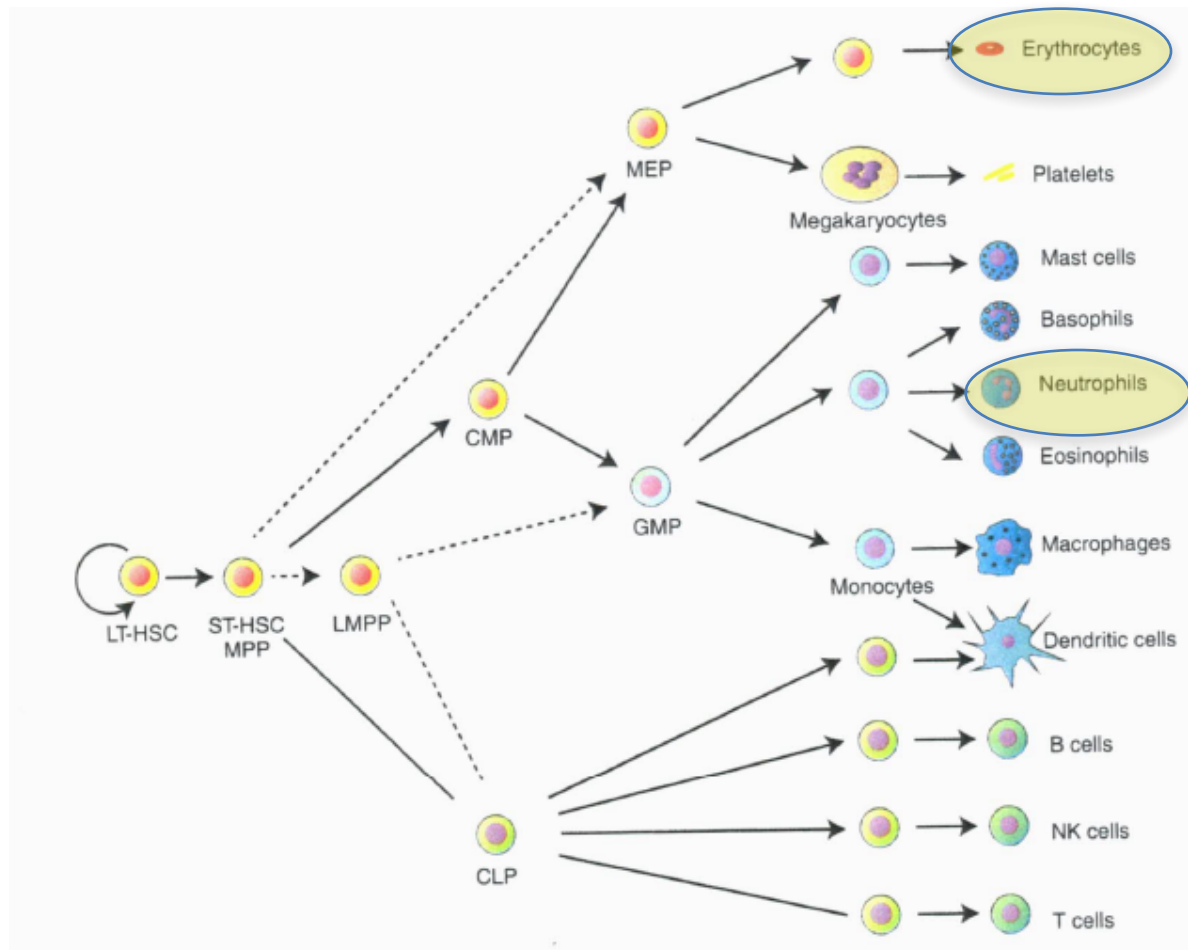 Erythrocytes
MEP
Platelets
Megakaryocytes
Mast cells
Basophils
Neutrophils
CMP
Eosinophils
GMP
Macrophages
Monocytes
LT-HSC
ST-HSC
MPP
LMPP
Dendritic cells
B cells
NK cells
CLP
T cells